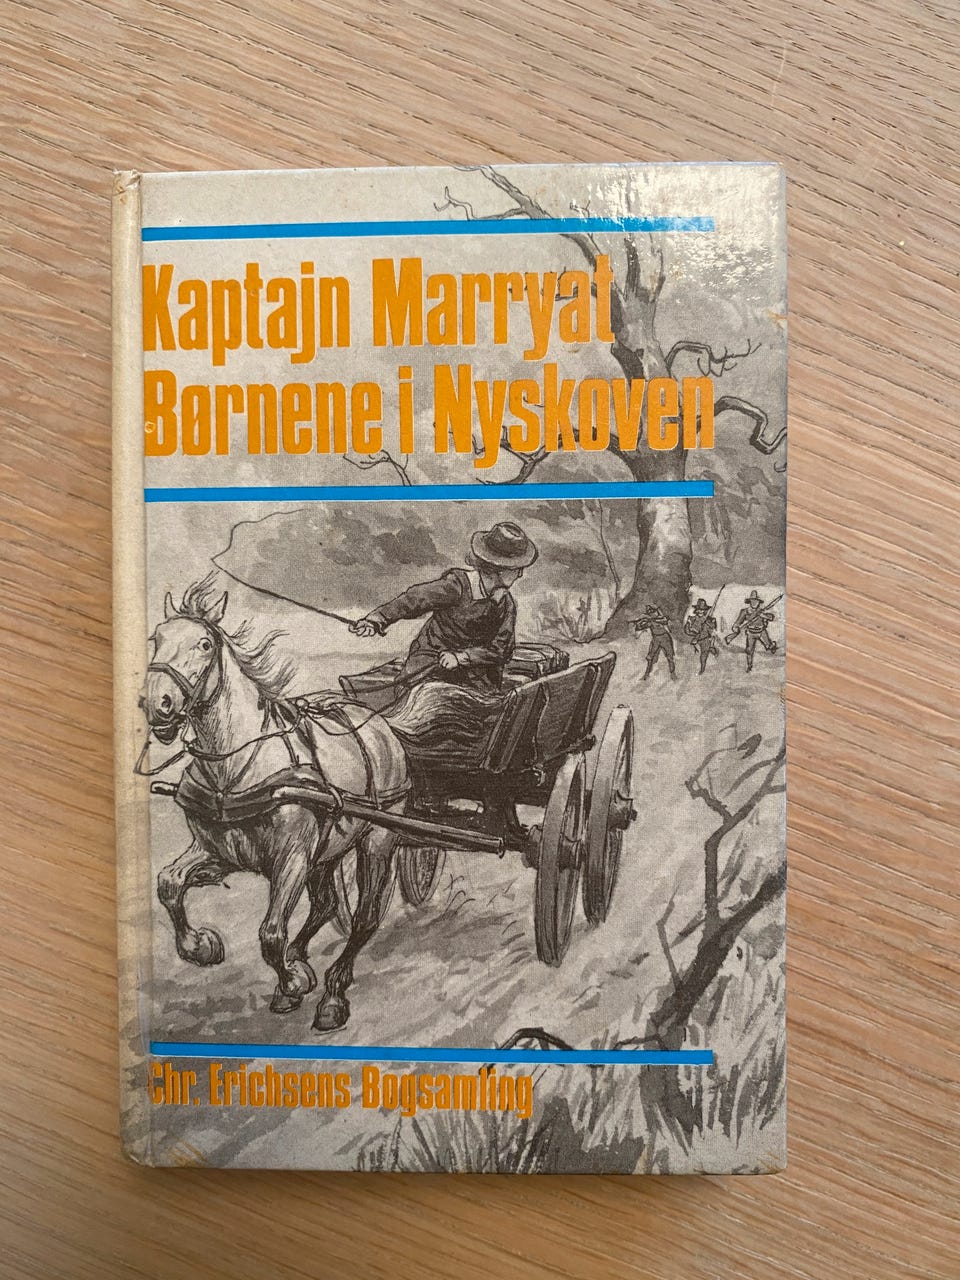 Kaptajn Marryat
Børnene i Nyskoven
Chr. Erichsens Bogsamling